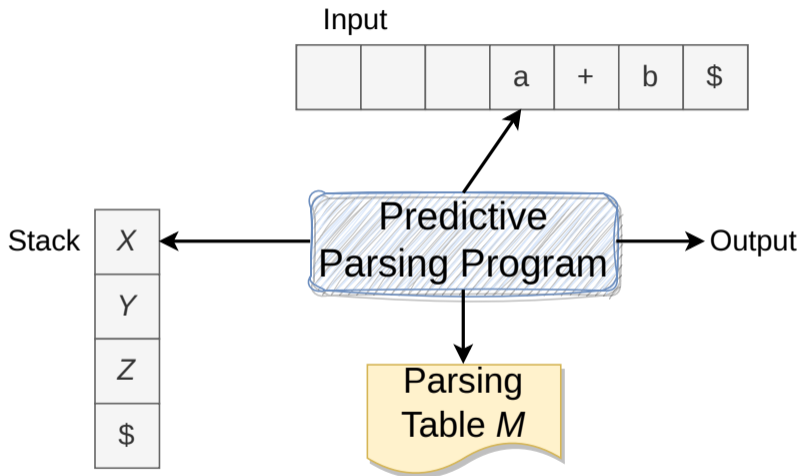 Input
a + b $
Predictive
Parsing Program
Stack
X
Y
Z
$
Output
Parsing
Table M